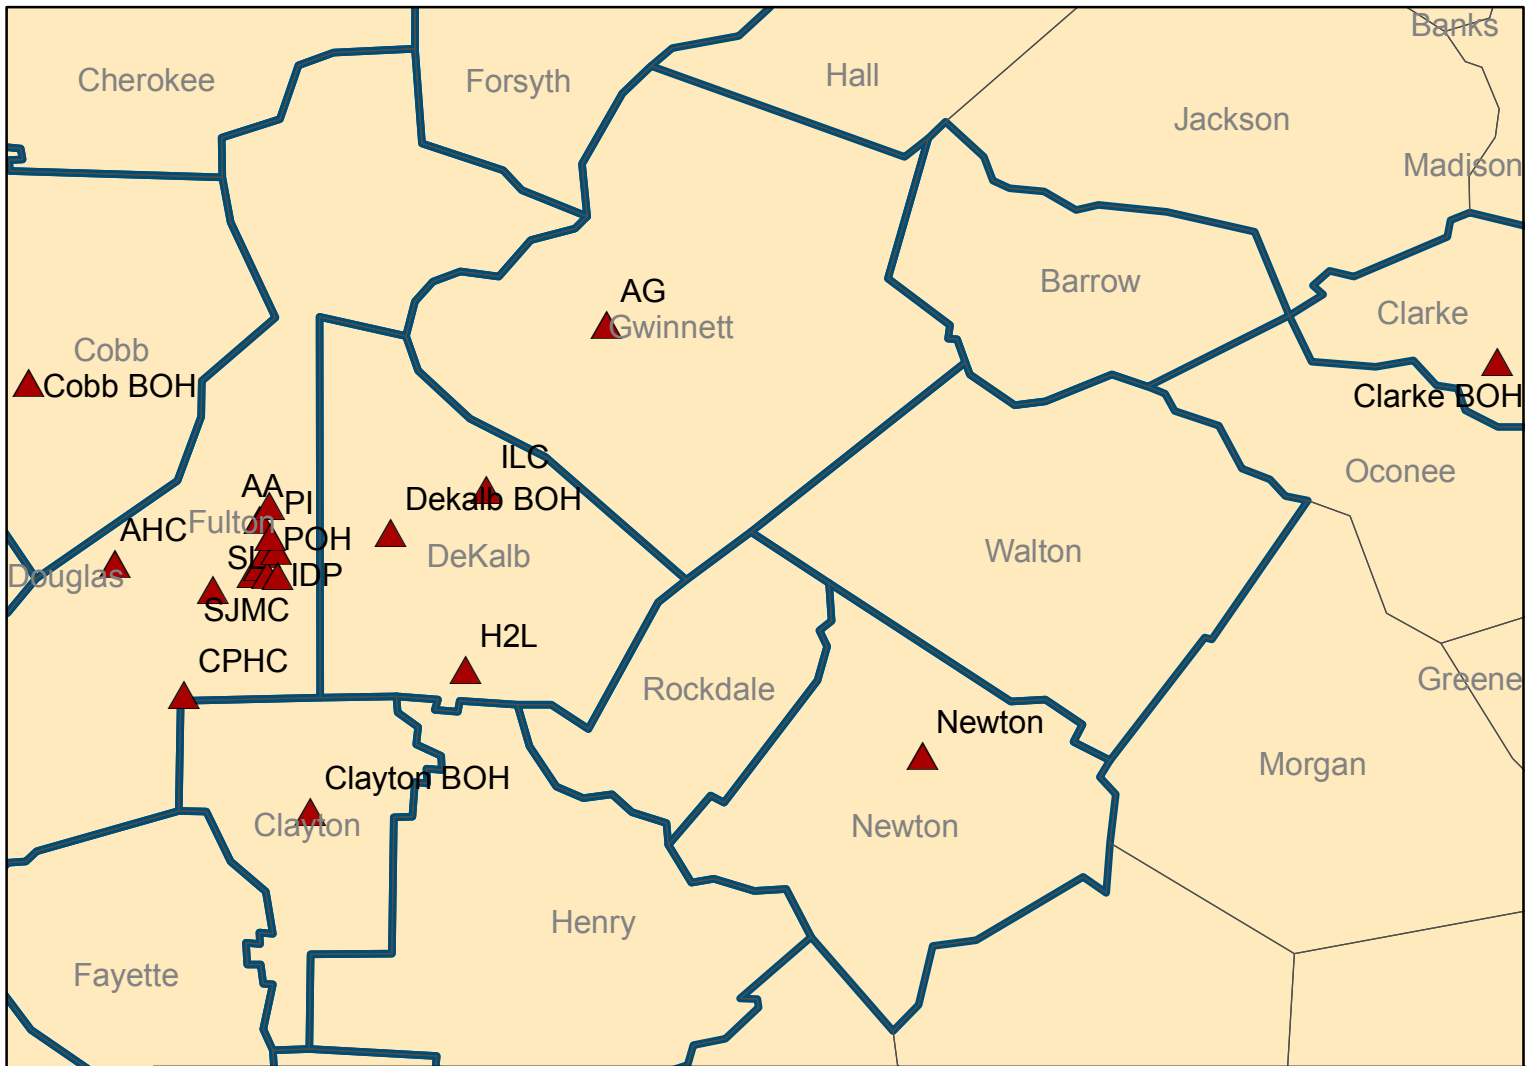 Banks
Cherokee
Forsyth
Hall
Jackson
Madison
AG
Gwinnett
Barrow
Clarke
Cobb
Cobb BOH
Clarke BOH
ILC
Oconee
AA
PI
Dekalb BOH
Fulton
AHC
POH
SL
DeKalb
Walton
Douglas
IDP
SJMC
H2L
CPHC
Rockdale
Greene
Newton
Morgan
Clayton BOH
Clayton
Newton
Henry
Fayette